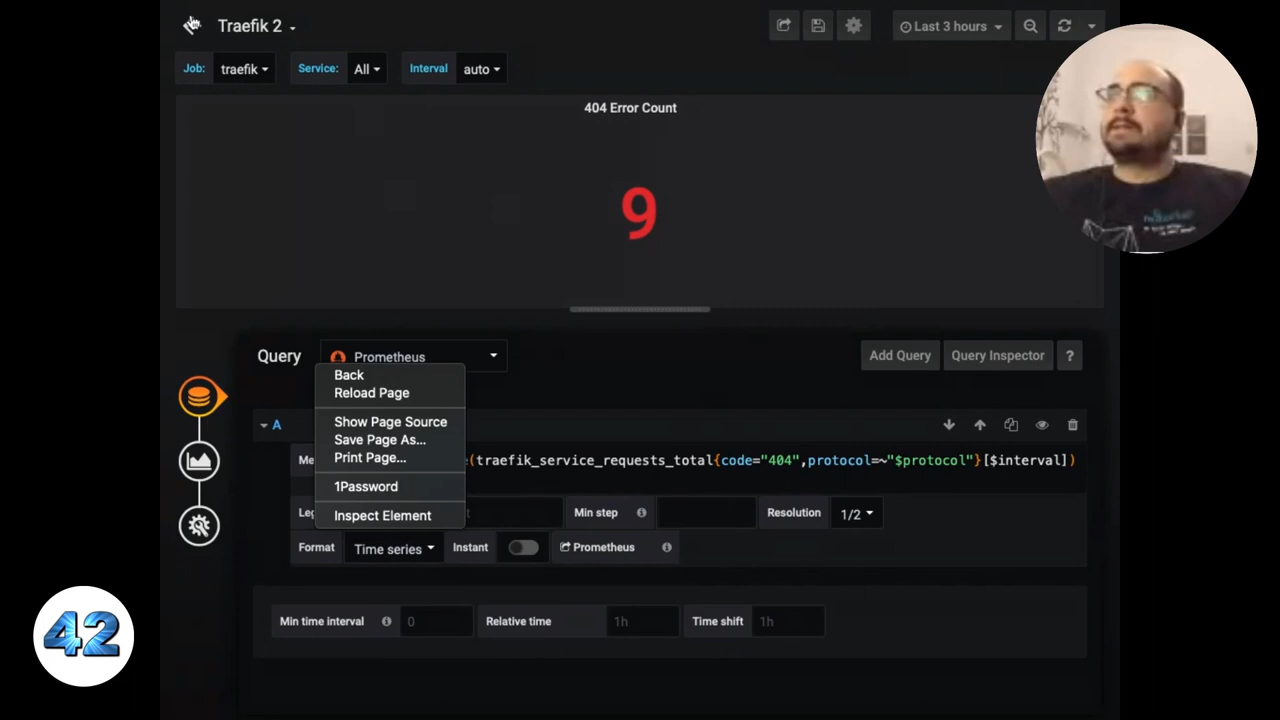 Traefik 2
Last 3 hours
Job: traefik Service: All Interval auto
404 Error Count
9
Query Prometheus Add Query Query Inspector ?
Back
Reload Page
Show Page Source
Save Page As...
Print Page...
1Password
Inspect Element
A
(traefik_service_requests_total{code="404",protocol=~"$protocol"}[$interval])
Min step Resolution 1/2
Format Time series Instant Prometheus
Min time interval 0 Relative time 1h Time shift 1h
42